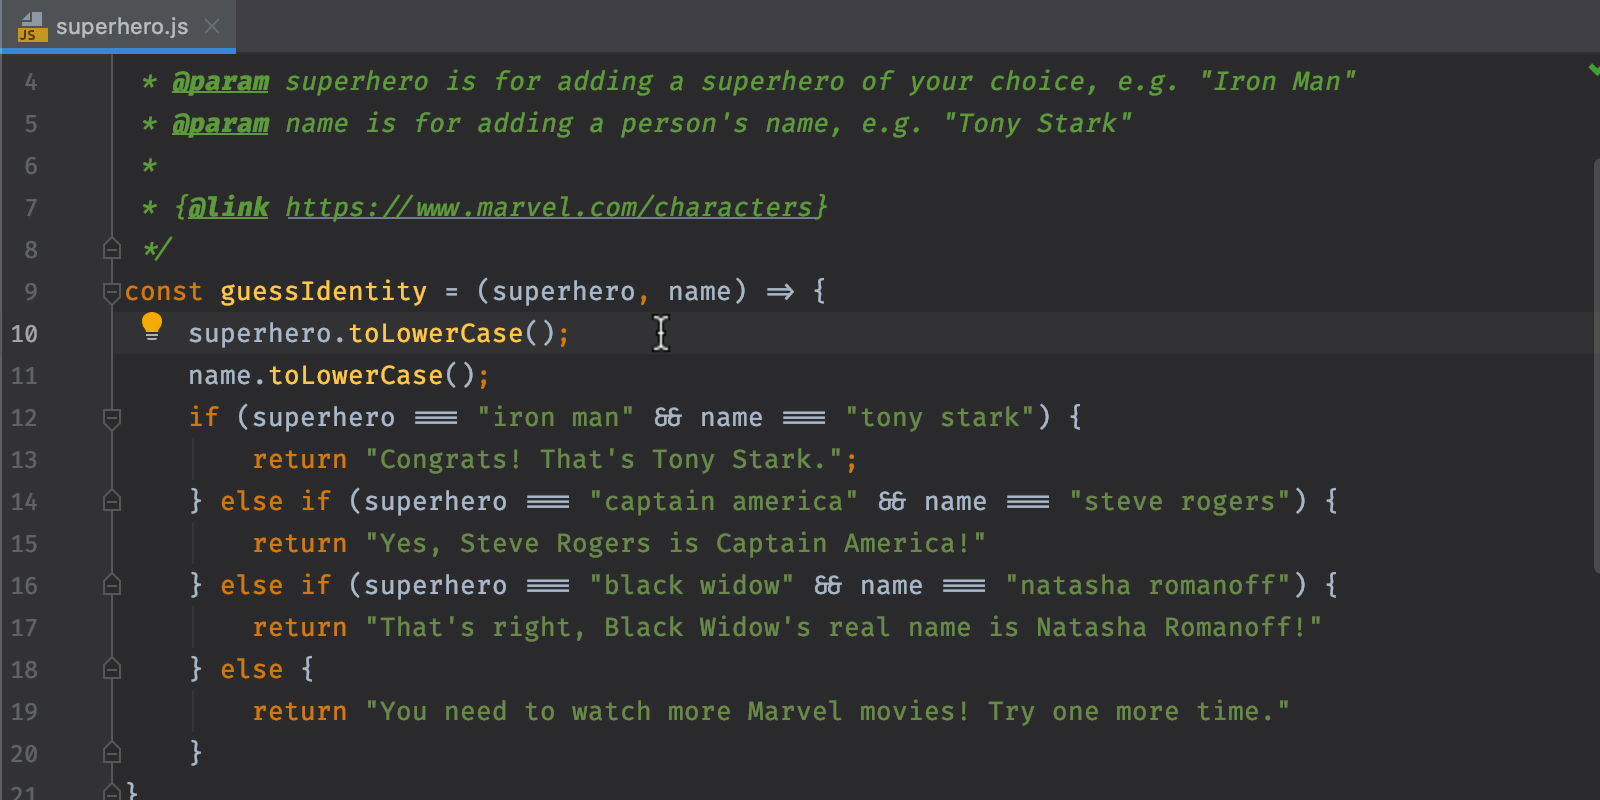 JS superhero.js
4 * @param superhero is for adding a superhero of your choice, e.g. "Iron Man"
5 * @param name is for adding a person's name, e.g. "Tony Stark"
6 *
7 * {@link https://www.marvel.com/characters}
8 */
9 const guessIdentity = (superhero, name) => {
10 superhero.toLowerCase();
11 name.toLowerCase();
12 if (superhero === "iron man" && name === "tony stark") {
13 return "Congrats! That's Tony Stark.";
14 } else if (superhero === "captain america" && name === "steve rogers") {
15 return "Yes, Steve Rogers is Captain America!"
16 } else if (superhero === "black widow" && name === "natasha romanoff") {
17 return "That's right, Black Widow's real name is Natasha Romanoff!"
18 } else {
19 return "You need to watch more Marvel movies! Try one more time."
20 }
21 }